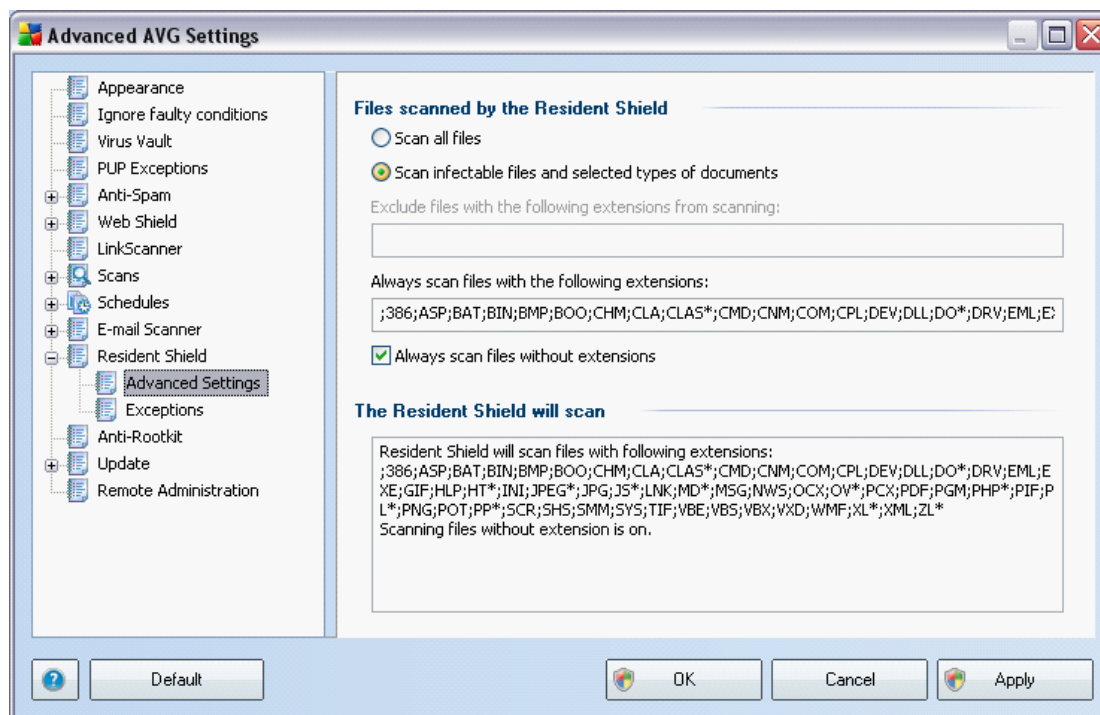 Advanced AVG Settings
Appearance
Ignore faulty conditions
Virus Vault
PUP Exceptions
Anti-Spam
Web Shield
LinkScanner
Scans
Schedules
E-mail Scanner
Resident Shield
Advanced Settings
Exceptions
Anti-Rootkit
Update
Remote Administration
Files scanned by the Resident Shield
Scan all files
Scan infectable files and selected types of documents
Exclude files with the following extensions from scanning:
Always scan files with the following extensions:
;386;ASP;BAT;BIN;BMP;BOO;CHM;CLA;CLAS*;CMD;CNM;COM;CPL;DEV;DLL;DO*;DRV;EML;EX
Always scan files without extensions
The Resident Shield will scan
Resident Shield will scan files with following extensions:
;386;ASP;BAT;BIN;BMP;BOO;CHM;CLA;CLAS*;CMD;CNM;COM;CPL;DEV;DLL;DO*;DRV;EML;E
XE;GIF;HLP;HT*;INI;JPEG*;JPG;JS*;LNK;MD*;MSG;NWS;OCX;OV*;PCX;PDF;PGM;PHP*;PIF;P
L*;PNG;POT;PP*;SCR;SHS;SMM;SYS;TIF;VBE;VBS;VBX;VXD;WMF;XL*;XML;ZL*
Scanning files without extension is on.
?
Default
OK
Cancel
Apply